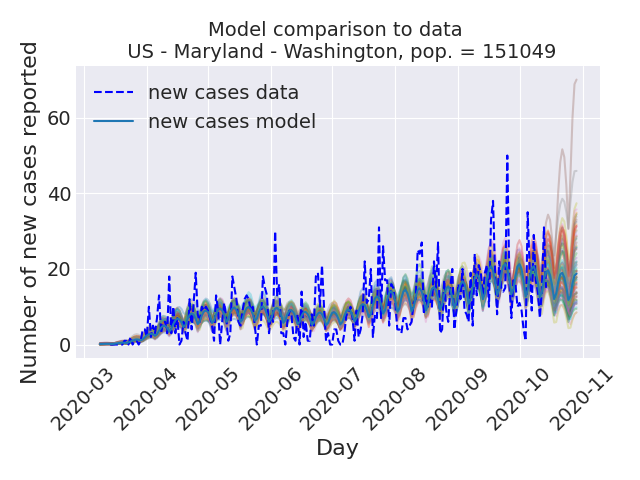 Model comparison to data
US - Maryland - Washington, pop. = 151049
Number of new cases reported
60
40
20
0
new cases data
new cases model
2020-03
2020-04
2020-05
2020-06
2020-07
2020-08
2020-09
2020-10
2020-11
Day